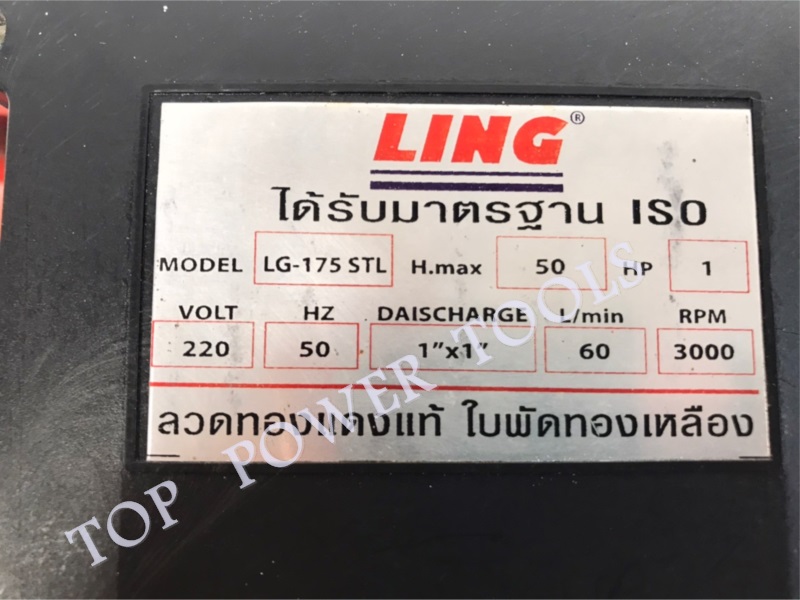 LING®
ได้รับมาตรฐาน ISO
MODEL LG-175 STL H.max 50 HP 1
VOLT HZ DAISCHARGE L/min RPM
220 50 1”x1” 60 3000
ลวดทองแดงแท้ ใบพัดทองเหลือง
TOP POWER TOOLS